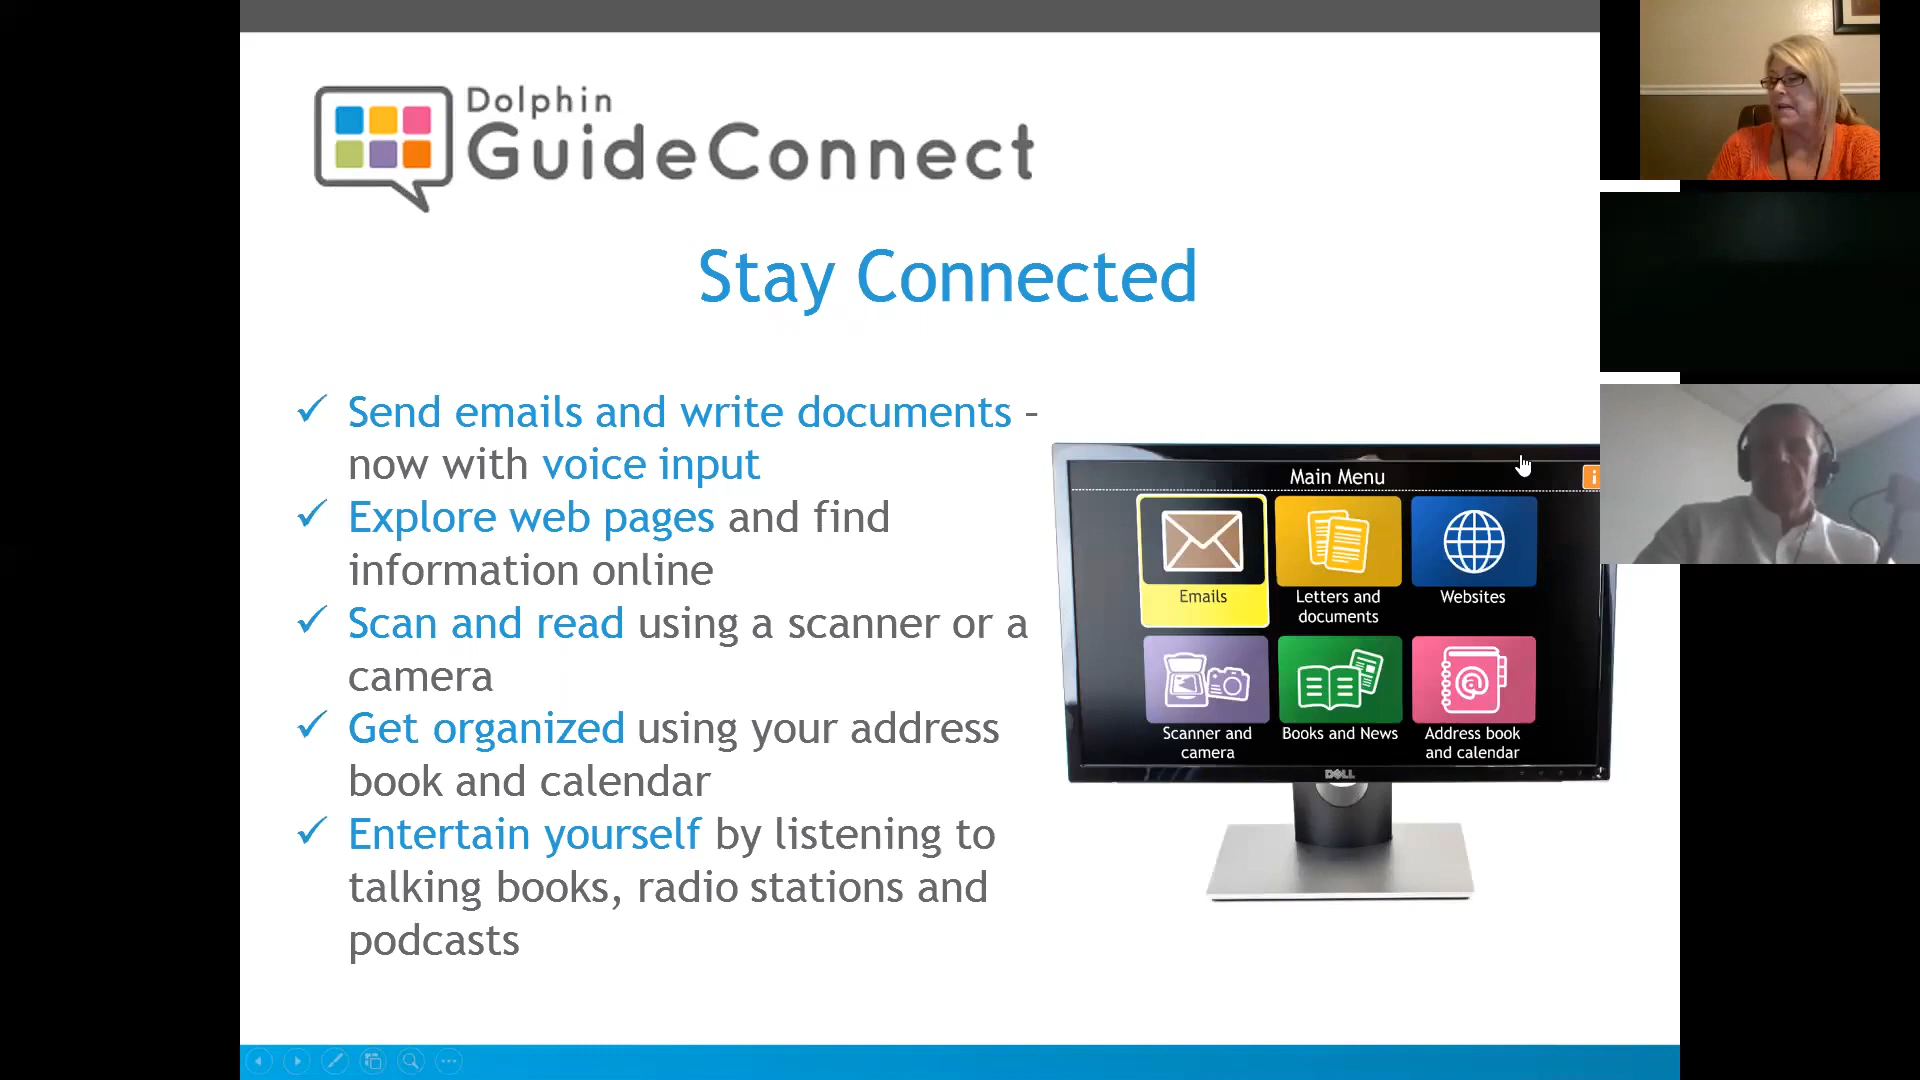 Dolphin
GuideConnect
Stay Connected
✓ Send emails and write documents –
now with voice input
✓ Explore web pages and find
information online
✓ Scan and read using a scanner or a
camera
✓ Get organized using your address
book and calendar
✓ Entertain yourself by listening to
talking books, radio stations and
podcasts
Main Menu
i
Emails
Letters and
documents
Websites
Scanner and
camera
Books and News
Address book
and calendar
DELL